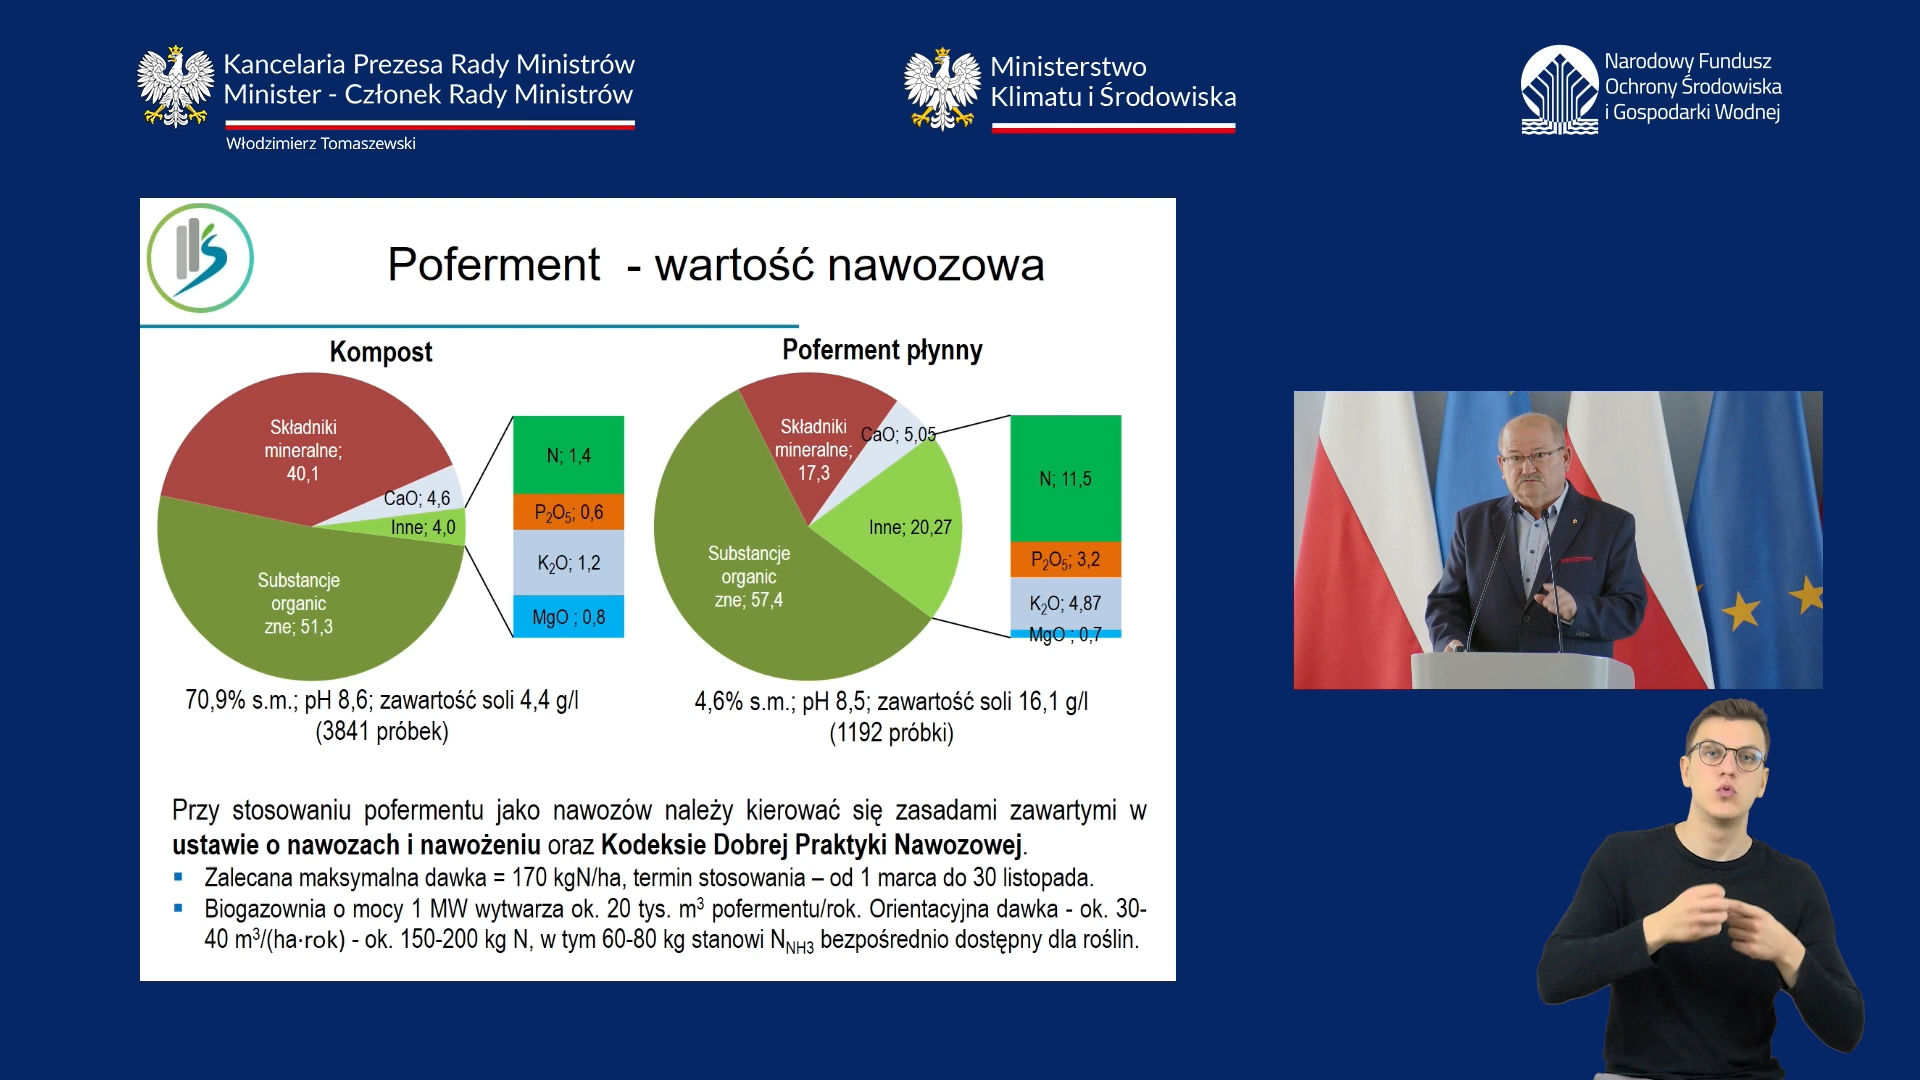 Kancelaria Prezesa Rady Ministrów
Minister - Członek Rady Ministrów
Włodzimierz Tomaszewski
Ministerstwo
Klimatu i Środowiska
Narodowy Fundusz
Ochrony Środowiska
i Gospodarki Wodnej
Poferment - wartość nawozowa
Kompost
Składniki
mineralne;
40,1
CaO; 4,6
Inne; 4,0
Substancje
organic
zne; 51,3
N; 1,4
P₂O₅; 0,6
K₂O; 1,2
MgO ; 0,8
70,9% s.m.; pH 8,6; zawartość soli 4,4 g/l
(3841 próbek)
Poferment płynny
Składniki
mineralne;
17,3
CaO; 5,05
Inne; 20,27
Substancje
organic
zne; 57,4
N; 11,5
P₂O₅; 3,2
K₂O; 4,87
MgO ; 0,7
4,6% s.m.; pH 8,5; zawartość soli 16,1 g/l
(1192 próbki)
Przy stosowaniu pofermentu jako nawozów należy kierować się zasadami zawartymi w
ustawie o nawozach i nawożeniu oraz Kodeksie Dobrej Praktyki Nawozowej.
▪ Zalecana maksymalna dawka = 170 kgN/ha, termin stosowania – od 1 marca do 30 listopada.
▪ Biogazownia o mocy 1 MW wytwarza ok. 20 tys. m³ pofermentu/rok. Orientacyjna dawka - ok. 30-
40 m³/(ha·rok) - ok. 150-200 kg N, w tym 60-80 kg stanowi N_NH3 bezpośrednio dostępny dla roślin.